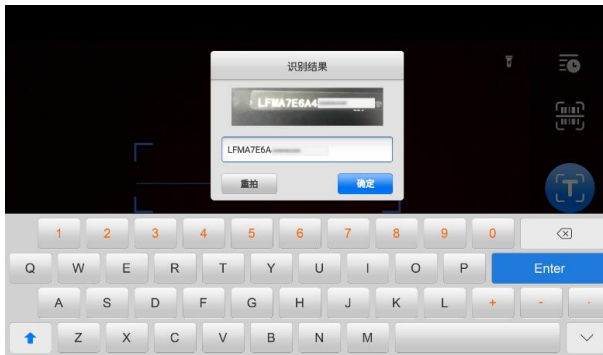 识别结果
LFMA7E6A4
LFMA7E6A
重拍
确定
T
1 2 3 4 5 6 7 8 9 0
Q W E R T Y U I O P Enter
A S D F G H J K L + - .
Z X C V B N M